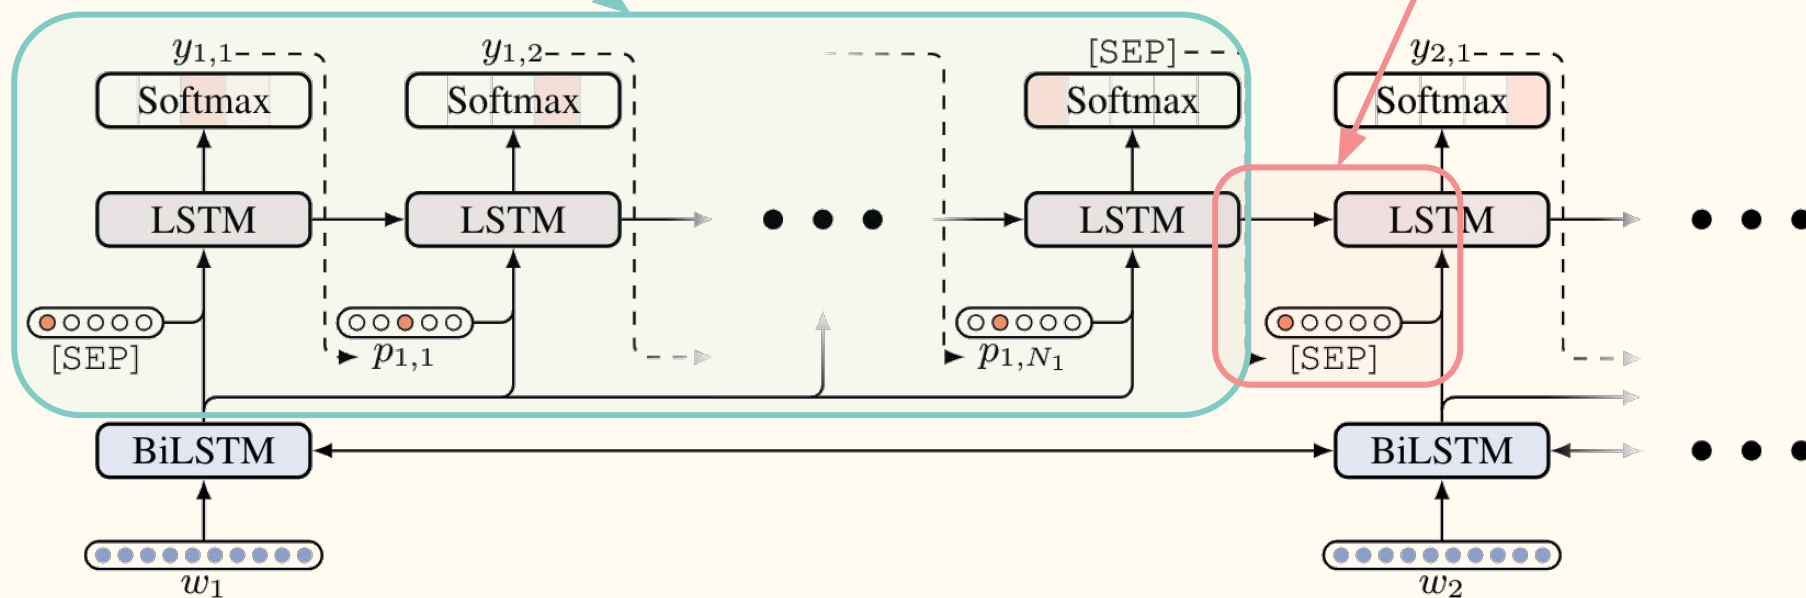 y1,1 y1,2 [SEP] y2,1
Softmax Softmax Softmax Softmax
LSTM LSTM LSTM LSTM
[SEP] p1,1 p1,N1 [SEP]
BiLSTM BiLSTM
w1 w2